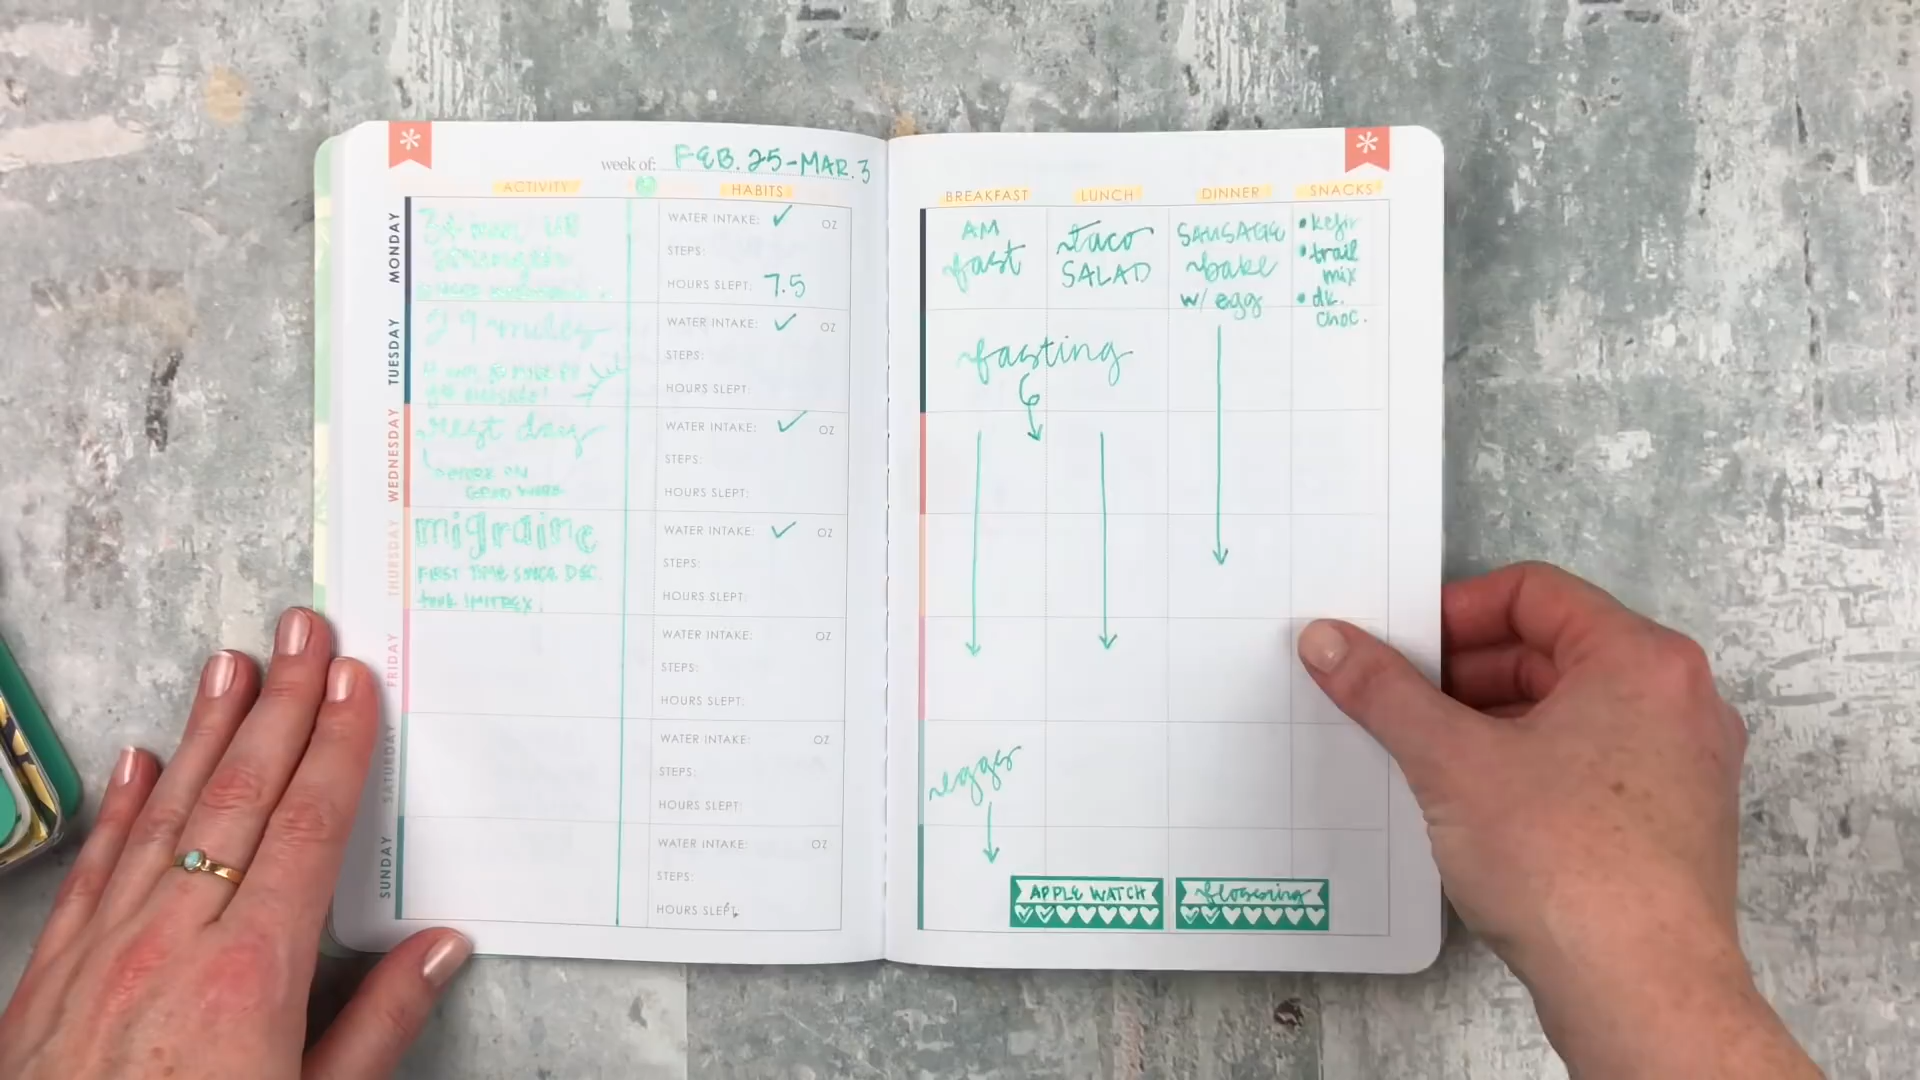 week of: FEB. 25-MAR. 3
ACTIVITY
HABITS
MONDAY
WATER INTAKE: ✓ OZ
STEPS:
HOURS SLEPT: 7.5
TUESDAY
miles
WATER INTAKE: ✓ OZ
STEPS:
HOURS SLEPT:
WEDNESDAY
rest day
WATER INTAKE: ✓ OZ
STEPS:
HOURS SLEPT:
THURSDAY
migraine
FIRST TIME SINCE DEC.
took IMITREX
WATER INTAKE: ✓ OZ
STEPS:
HOURS SLEPT:
FRIDAY
WATER INTAKE: OZ
STEPS:
HOURS SLEPT:
SATURDAY
WATER INTAKE: OZ
STEPS:
HOURS SLEPT:
SUNDAY
WATER INTAKE: OZ
STEPS:
HOURS SLEPT:
BREAKFAST
LUNCH
DINNER
SNACKS
AM
fast
taco
SALAD
SAUSAGE
bake
w/ egg
• kefir
• trail
mix
• dk.
choc.
fasting
eggs
APPLE WATCH